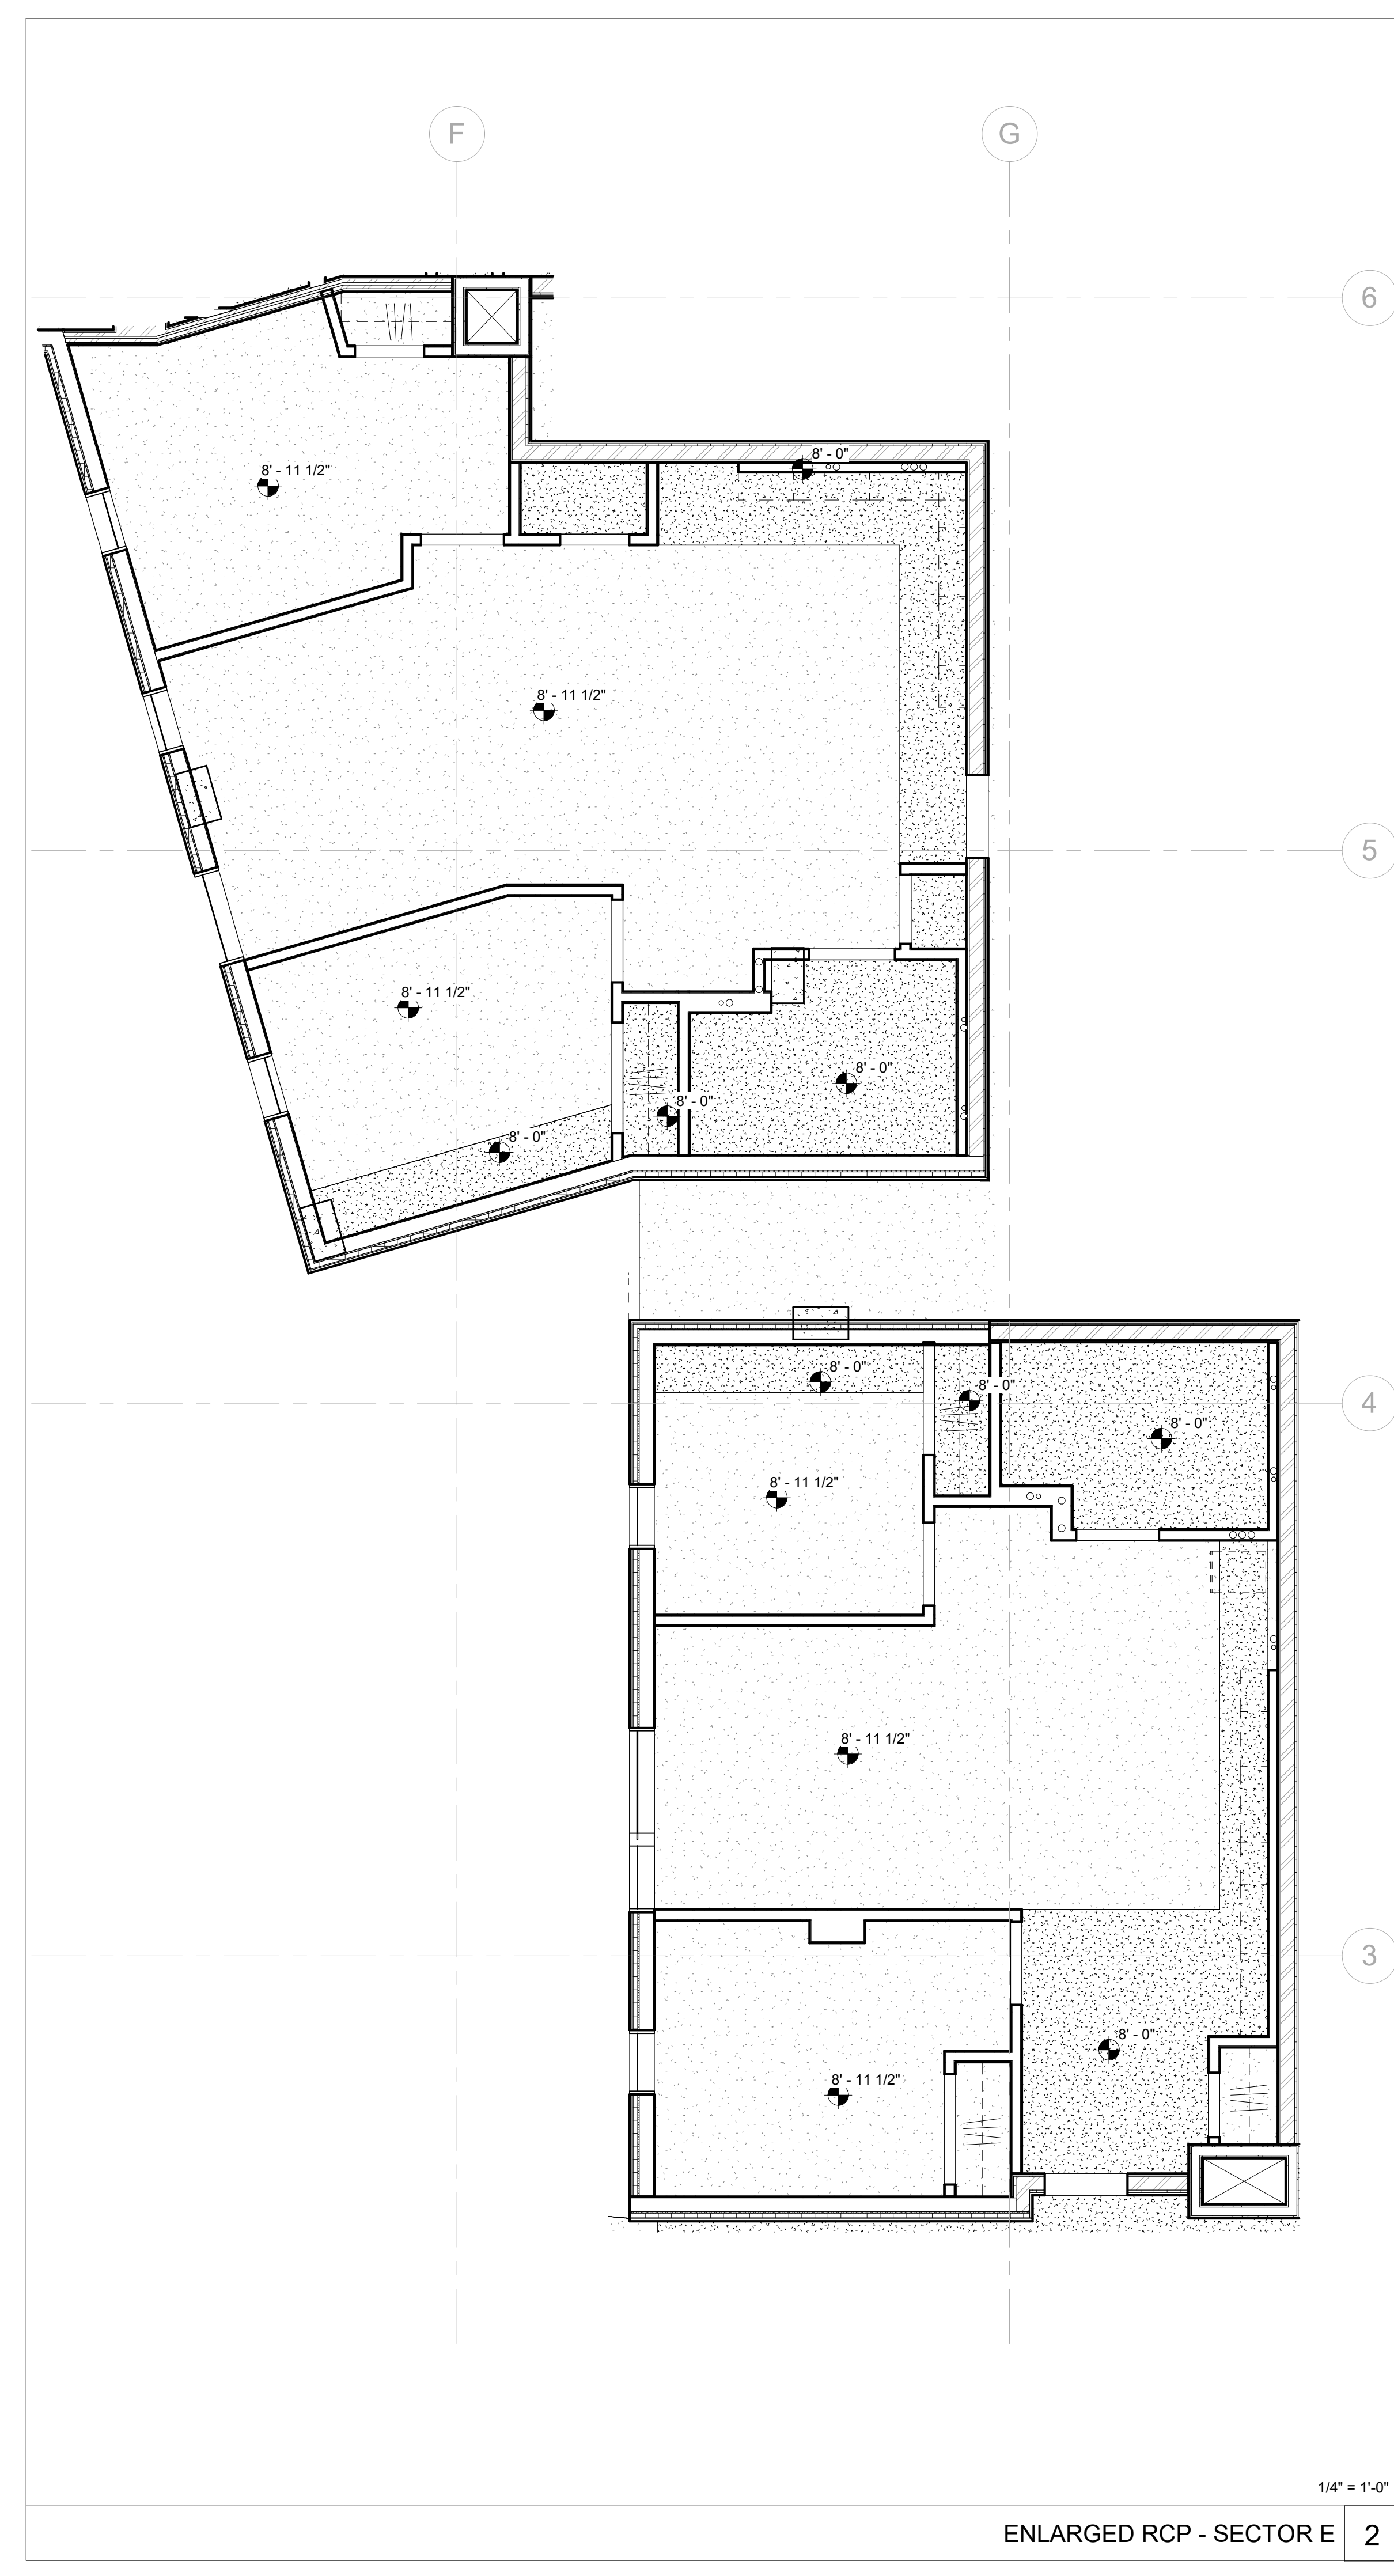 F
G
6
8' - 0"
8' - 11 1/2"
8' - 11 1/2"
5
8' - 11 1/2"
8' - 0"
8' - 0"
8' - 0"
8' - 0"
8' - 0"
4
8' - 0"
8' - 11 1/2"
8' - 11 1/2"
3
8' - 0"
8' - 11 1/2"
1/4" = 1'-0"
ENLARGED RCP - SECTOR E
2